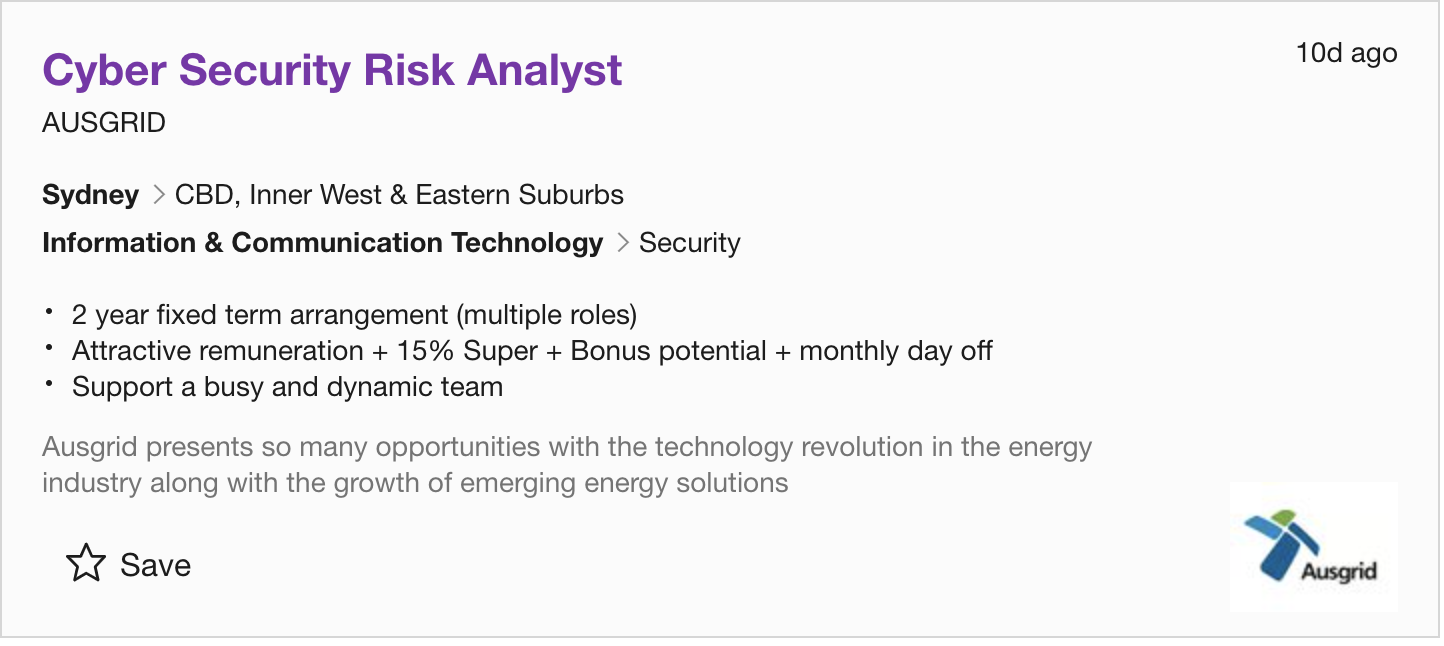 Cyber Security Risk Analyst
10d ago
AUSGRID
Sydney > CBD, Inner West & Eastern Suburbs
Information & Communication Technology > Security
• 2 year fixed term arrangement (multiple roles)
• Attractive remuneration + 15% Super + Bonus potential + monthly day off
• Support a busy and dynamic team
Ausgrid presents so many opportunities with the technology revolution in the energy
industry along with the growth of emerging energy solutions
Save
Ausgrid